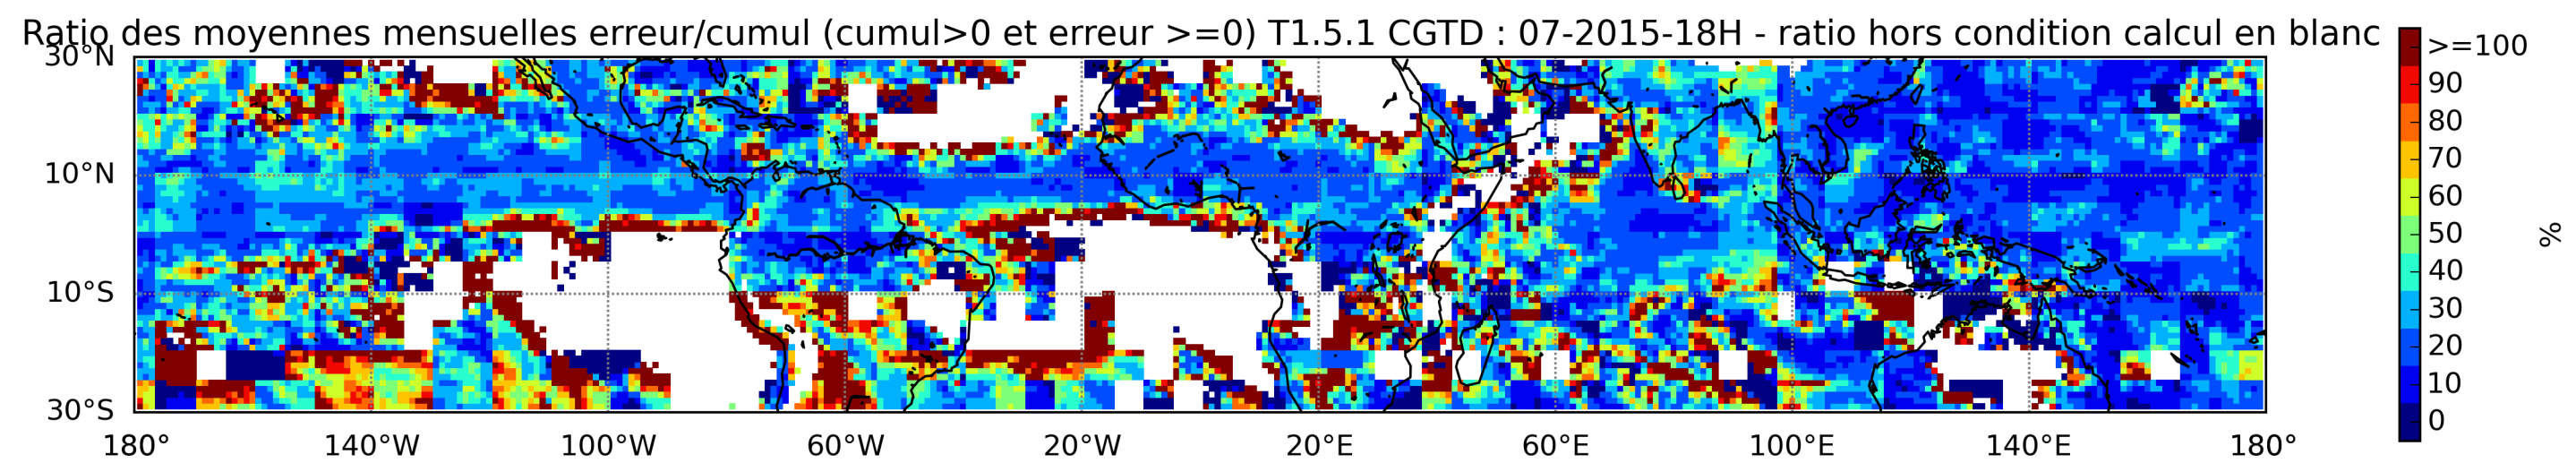 Ratio des moyennes mensuelles erreur/cumul (cumul>0 et erreur >=0) T1.5.1 CGTD : 07-2015-18H - ratio hors condition calcul en blanc
30°N
10°N
10°S
30°S
180°
140°W
100°W
60°W
20°W
20°E
60°E
100°E
140°E
180°
>=100
90
80
70
60
50
40
30
20
10
0
%